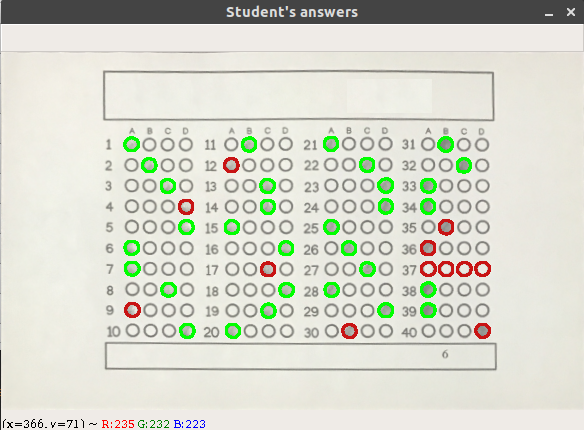 Student's answers
A B C D A B C D A B C D A B C D
1 11 21 31
2 12 22 32
3 13 23 33
4 14 24 34
5 15 25 35
6 16 26 36
7 17 27 37
8 18 28 38
9 19 29 39
10 20 30 40
6
(x=366, y=71) ~ R:235 G:232 B:223